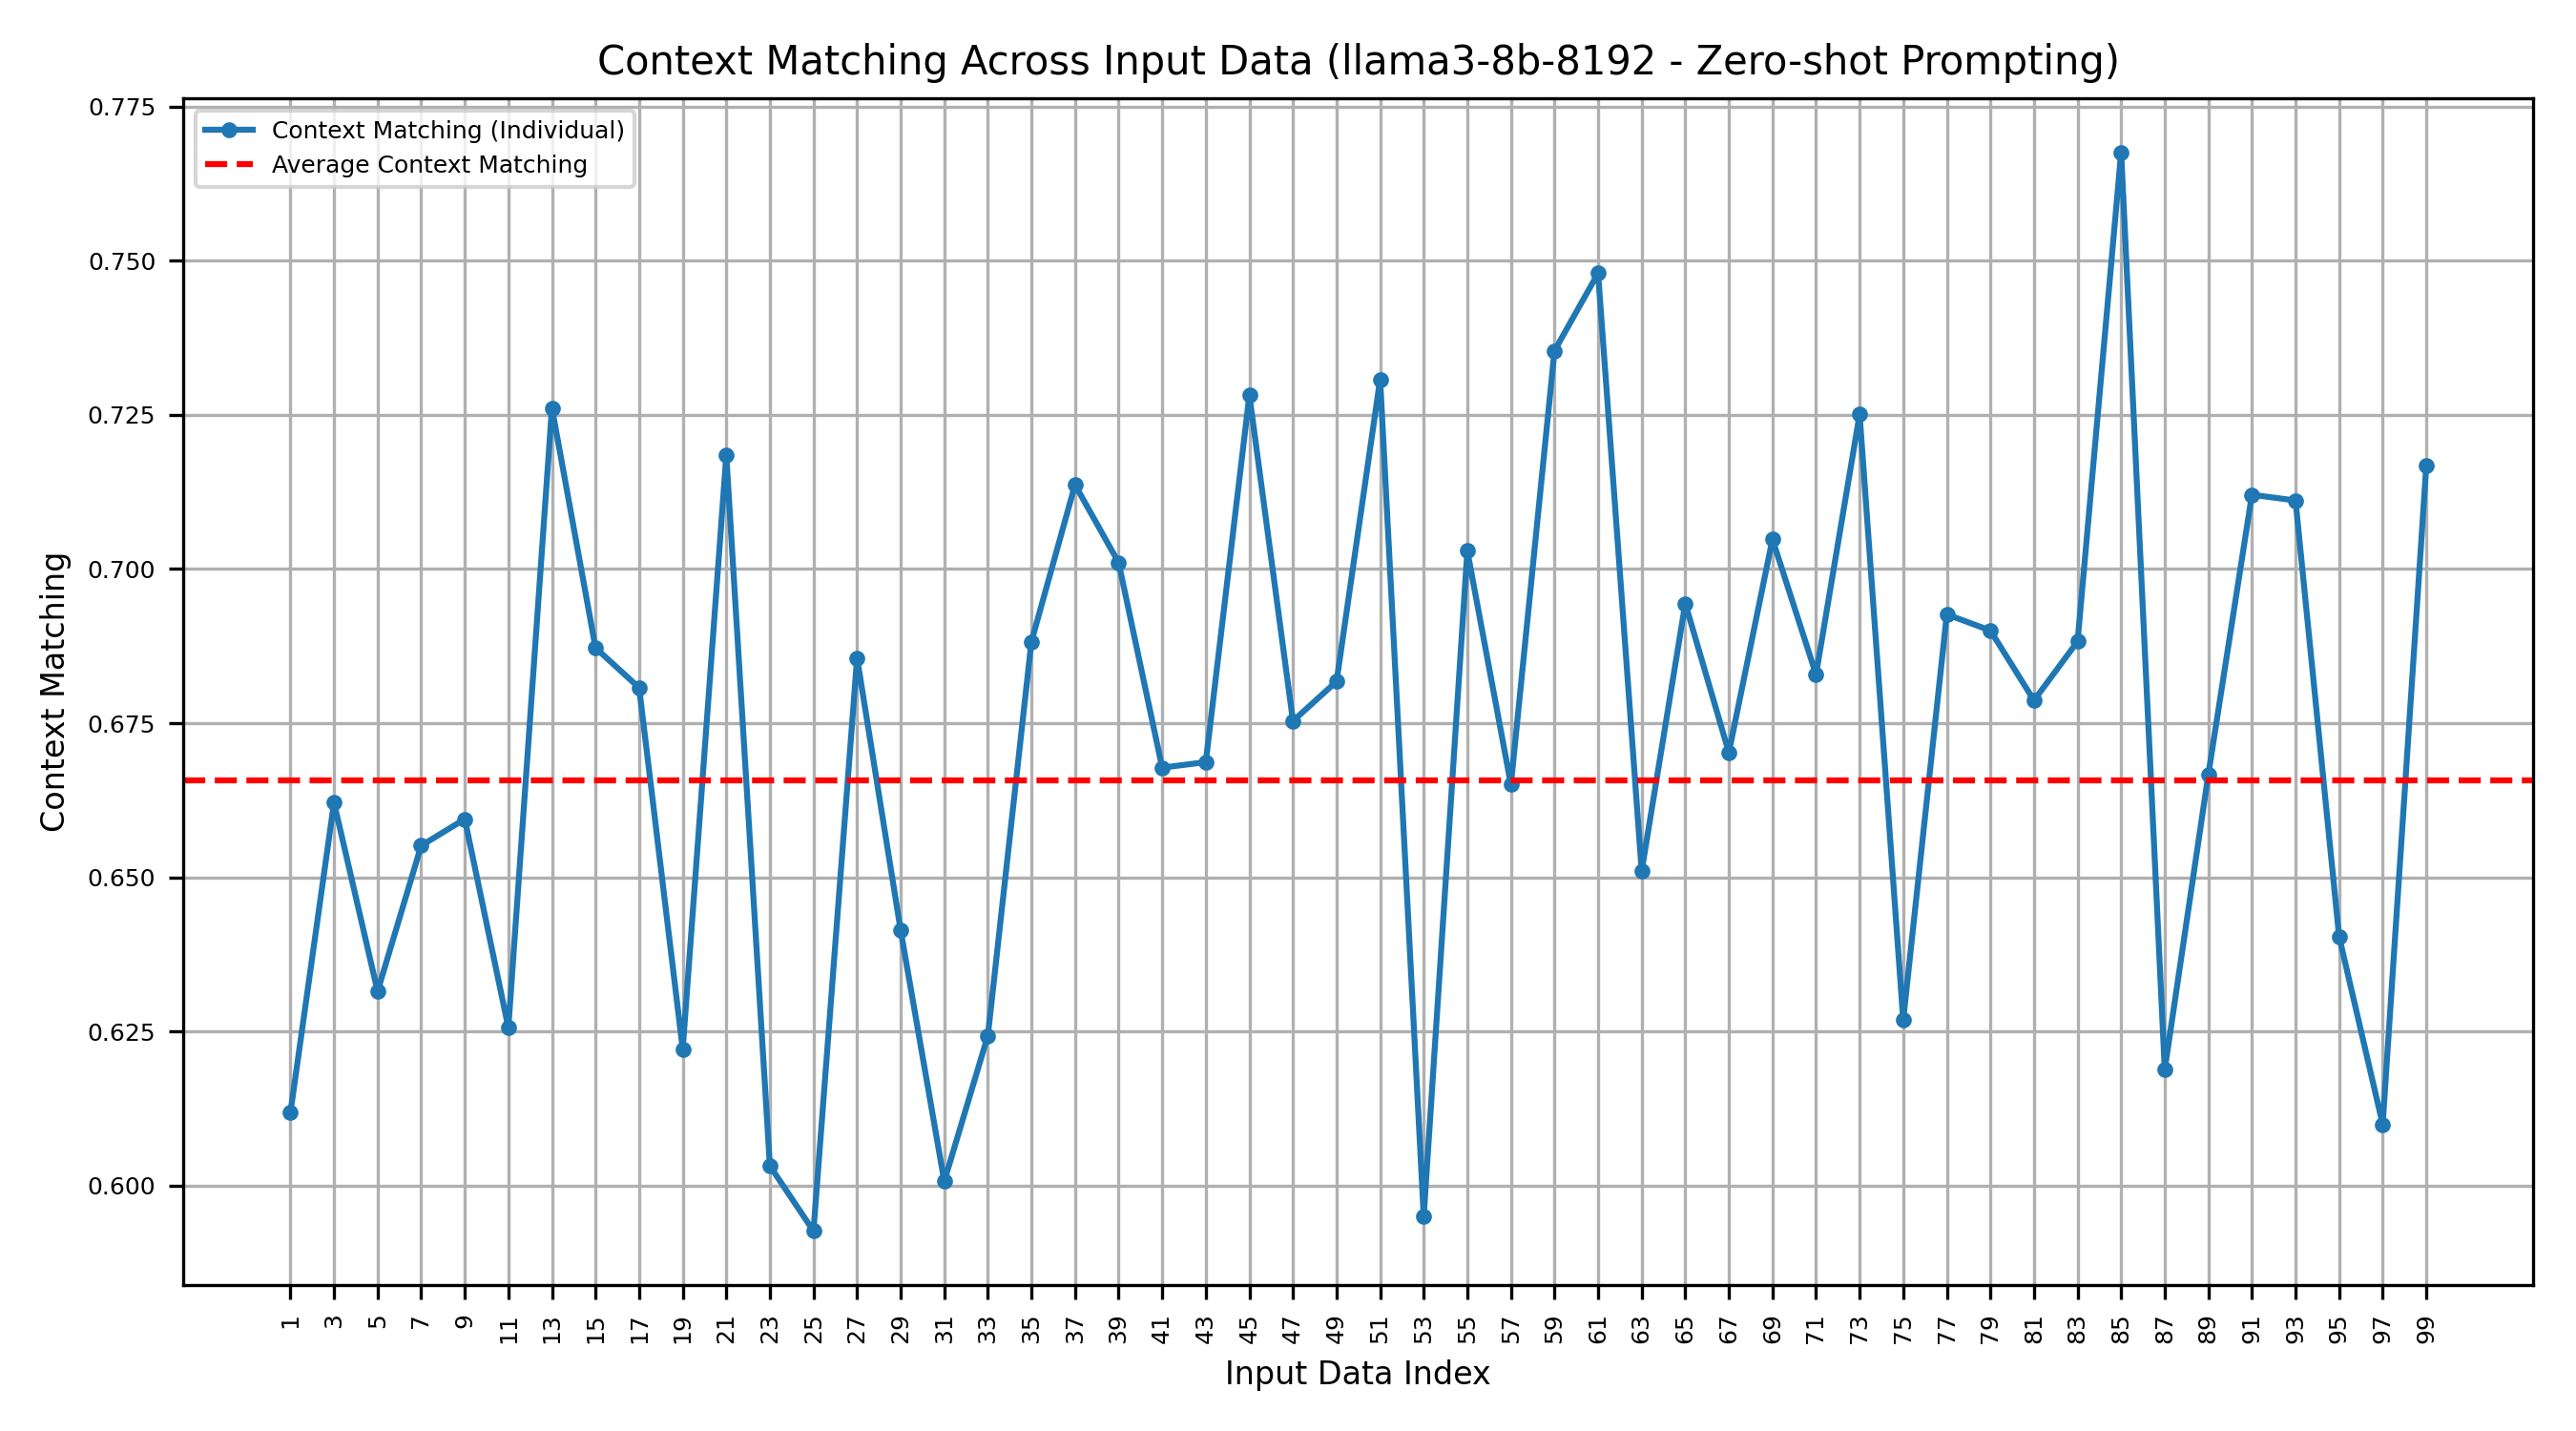 Context Matching Across Input Data (llama3-8b-8192 - Zero-shot Prompting)
Context Matching (Individual)
Average Context Matching
Context Matching
0.775
0.750
0.725
0.700
0.675
0.650
0.625
0.600
1 3 5 7 9 11 13 15 17 19 21 23 25 27 29 31 33 35 37 39 41 43 45 47 49 51 53 55 57 59 61 63 65 67 69 71 73 75 77 79 81 83 85 87 89 91 93 95 97 99
Input Data Index